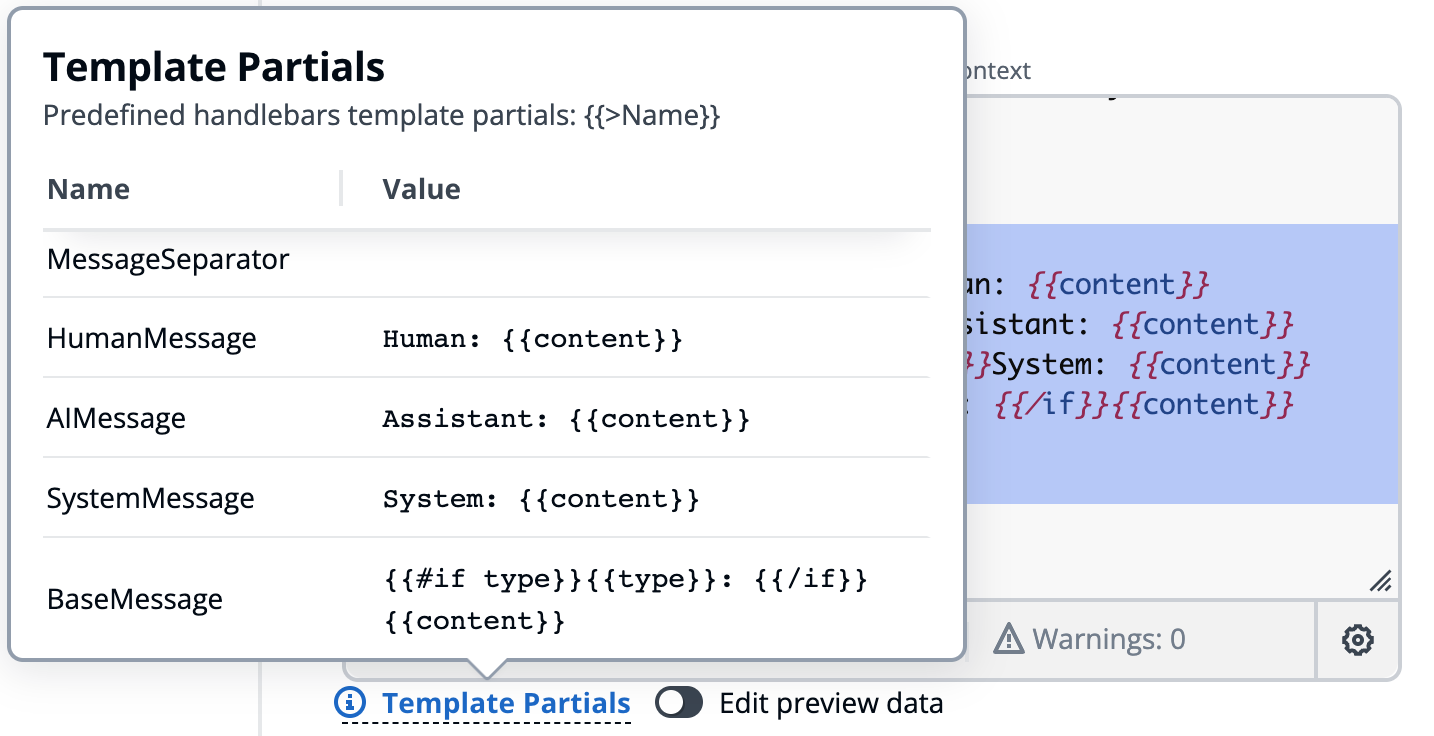 Template Partials
Predefined handlebars template partials: {{>Name}}
Name Value
MessageSeparator
HumanMessage Human: {{content}}
AIMessage Assistant: {{content}}
SystemMessage System: {{content}}
BaseMessage {{#if type}}{{type}}: {{/if}}
{{content}}
ontext
an: {{content}}
sistant: {{content}}
}}System: {{content}}
: {{/if}}{{content}}
Warnings: 0
Template Partials
Edit preview data